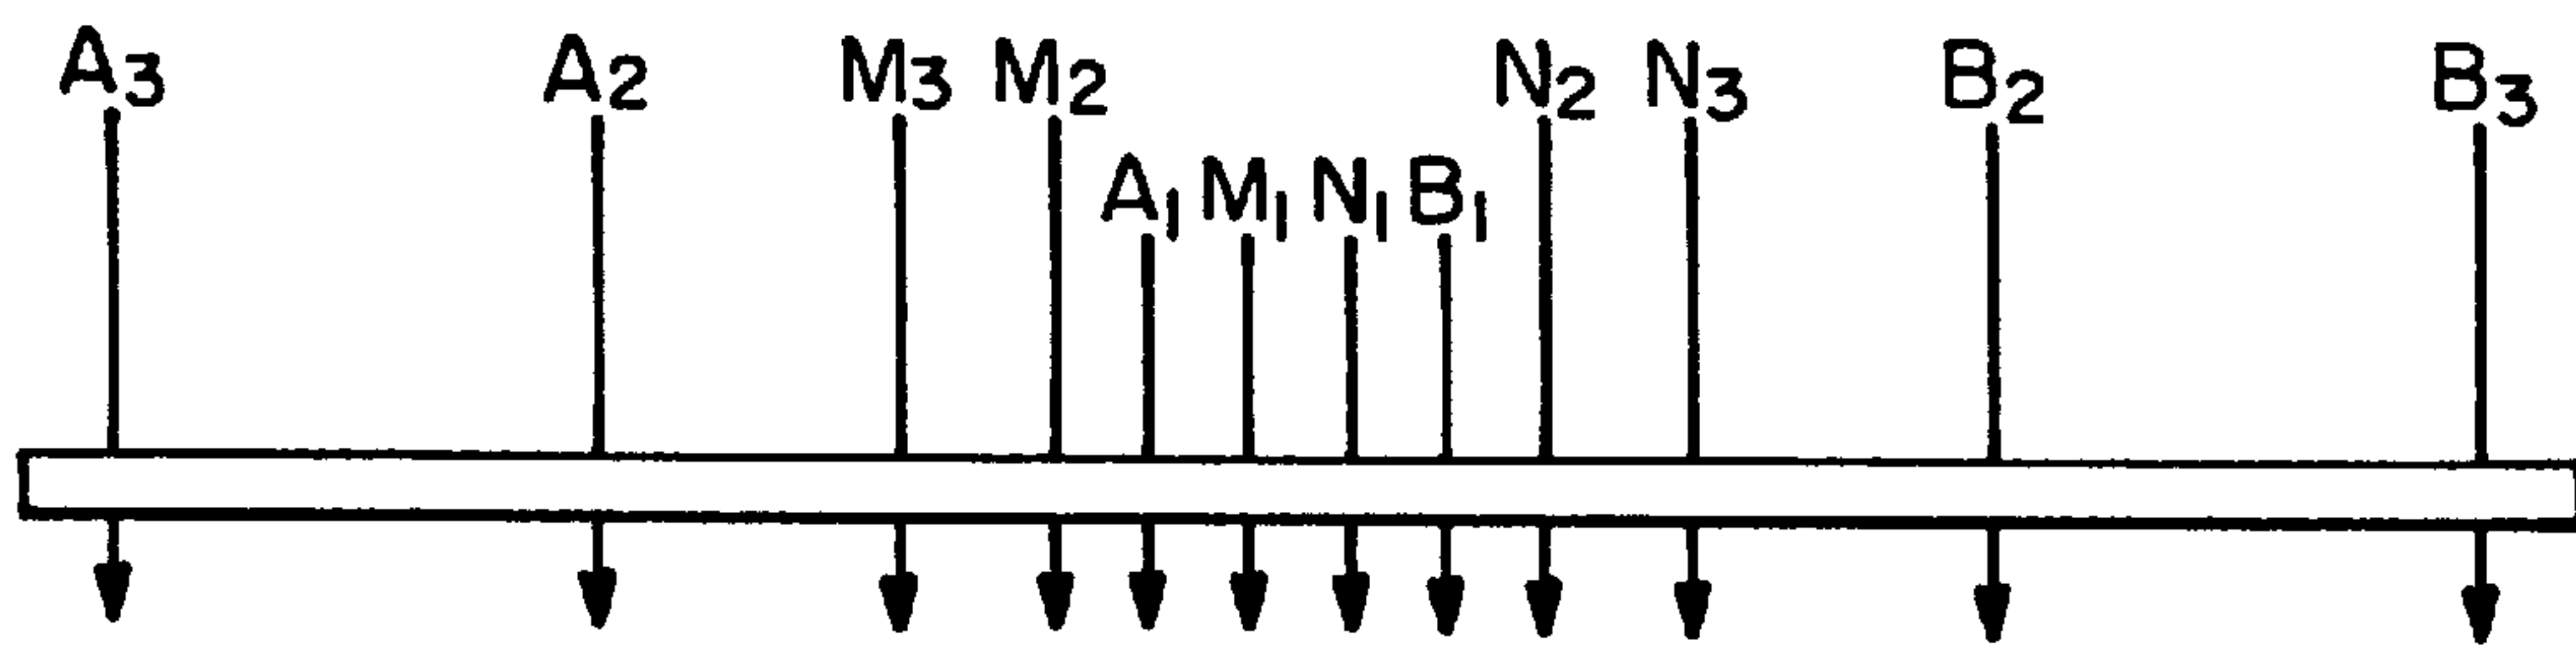 A₃ A₂ M₃ M₂ N₂ N₃ B₂ B₃
A₁ M₁ N₁ B₁